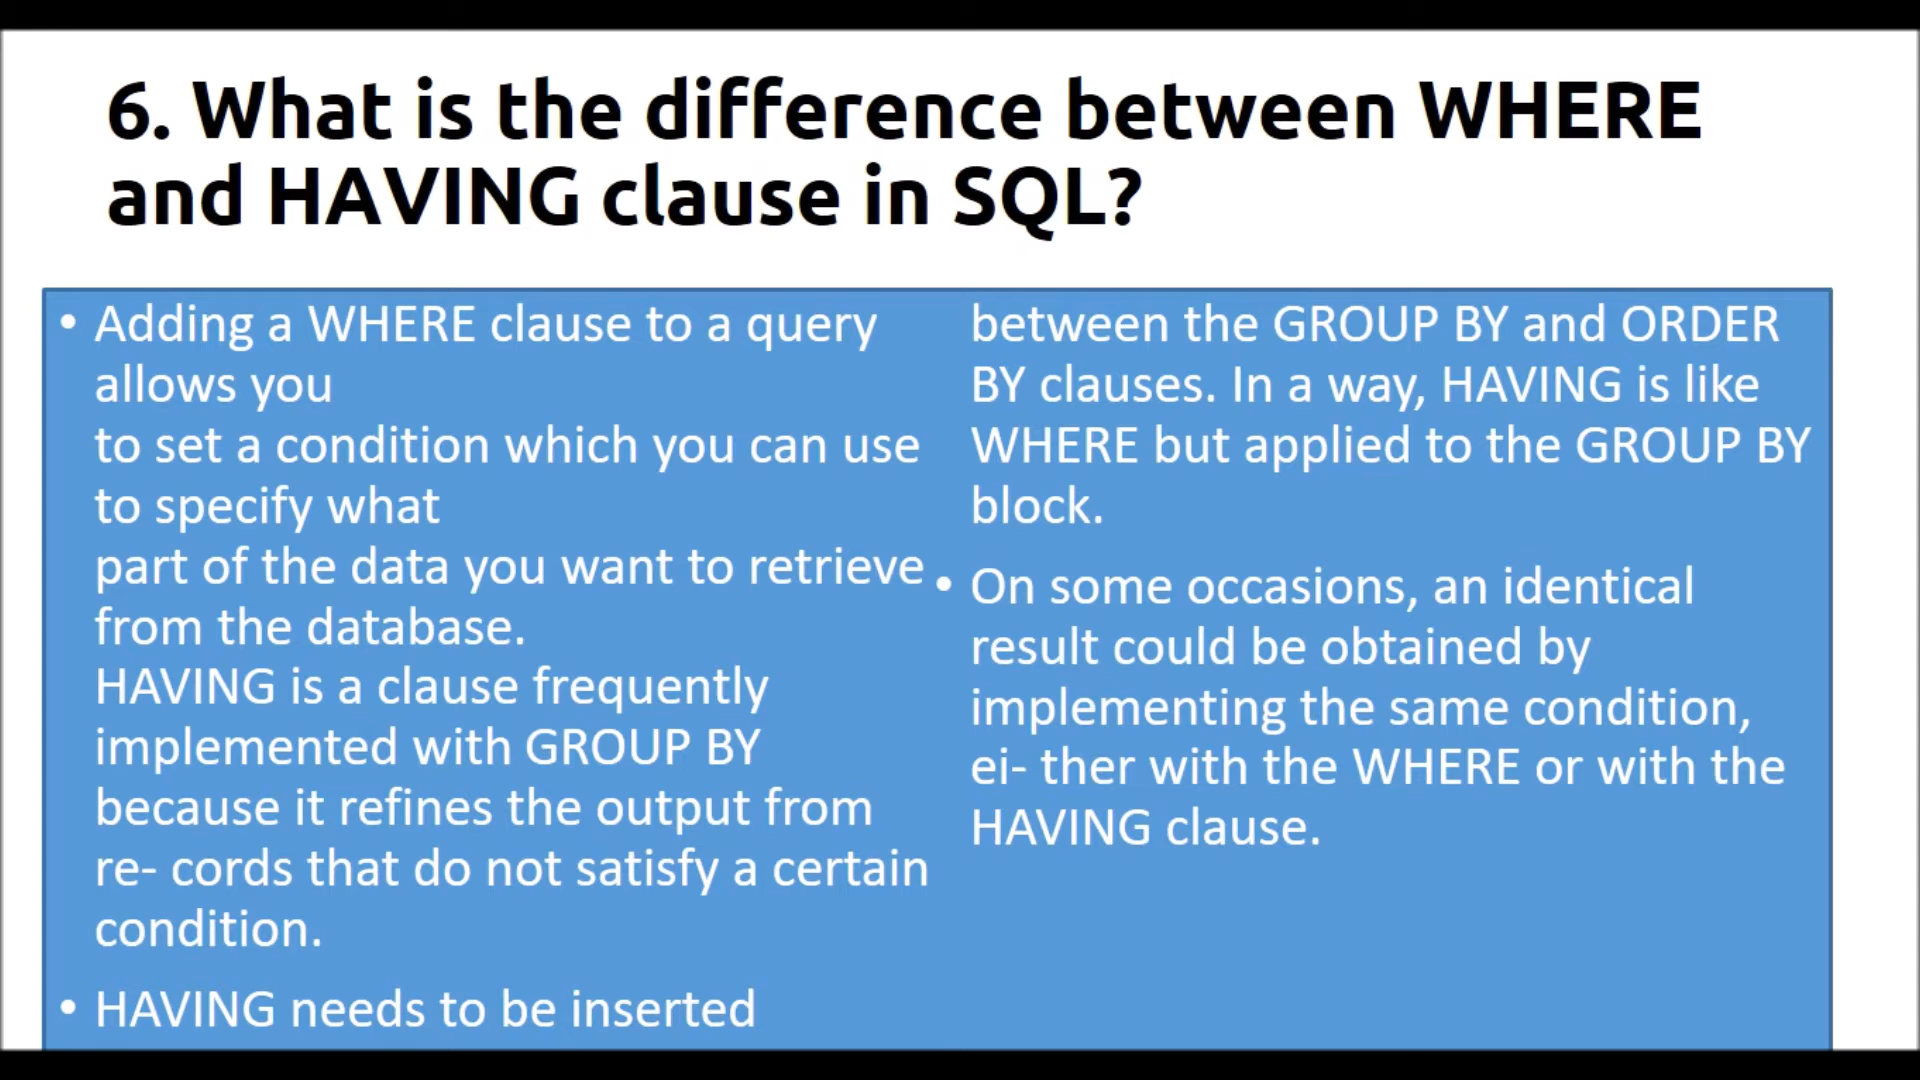 6. What is the difference between WHERE
and HAVING clause in SQL?
• Adding a WHERE clause to a query
allows you
to set a condition which you can use
to specify what
part of the data you want to retrieve
from the database.
HAVING is a clause frequently
implemented with GROUP BY
because it refines the output from
re- cords that do not satisfy a certain
condition.
• HAVING needs to be inserted
between the GROUP BY and ORDER
BY clauses. In a way, HAVING is like
WHERE but applied to the GROUP BY
block.
• On some occasions, an identical
result could be obtained by
implementing the same condition,
ei- ther with the WHERE or with the
HAVING clause.